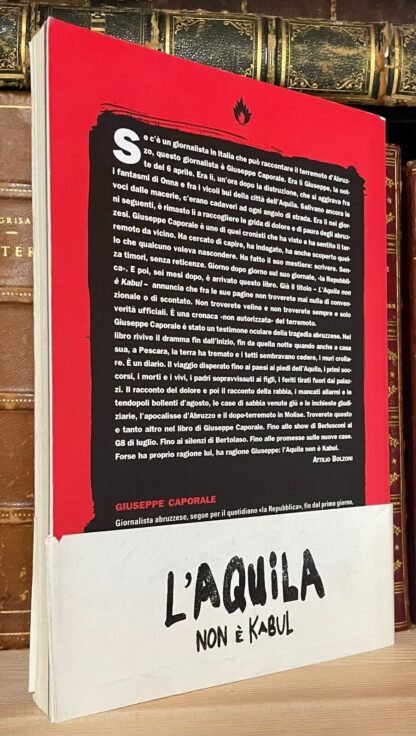 Se c'è un giornalista in Italia che può raccontare il terremoto d'Abruz-
zo, questo giornalista è Giuseppe Caporale. Era lì Giuseppe, la not-
te del 6 aprile. Era lì, un'ora dopo la distruzione, che si aggirava fra
i fantasmi di Onna e fra i vicoli bui della città dell'Aquila. Salivano ancora le
voci dalle macerie, c'erano cadaveri ad ogni angolo di strada. Era lì nei gior-
ni seguenti, è rimasto lì a raccogliere le grida di dolore e di paura degli abruz-
zesi. Giuseppe Caporale è uno di quei cronisti che ha visto e ha sentito il ter-
remoto da vicino. Ha cercato di capire, ha indagato, ha anche scoperto quel-
lo che qualcuno voleva nascondere. Ha fatto il suo mestiere: scrivere. Sen-
za timori, senza reticenze. Giorno dopo giorno sul suo giornale, «la Repubbli-
ca». E poi, sei mesi dopo, è arrivato questo libro. Già il titolo – L'Aquila non
è Kabul – annuncia che fra le sue pagine non troverete mai nulla di conven-
zionale o di scontato. Non troverete veline e non troverete sempre e solo
verità ufficiali. È una cronaca «non autorizzata» del terremoto.
Giuseppe Caporale è stato un testimone oculare della tragedia abruzzese. Nel
libro rivive il dramma fin dall'inizio, fin da quella notte quando anche a casa
sua, a Pescara, la terra ha tremato e i tetti sembravano cedere, i muri crolla-
re. È un diario. Il viaggio disperato fino ai paesi ai piedi dell'Aquila, i primi soc-
corsi, i morti e i vivi, i padri sopravvissuti ai figli, i feriti tirati fuori dai palaz-
zi. Il racconto del dolore e poi il racconto della rabbia, i mancati allarmi e le
tendopoli bollenti d'agosto, le case di sabbia venute giù e le inchieste giudi-
ziarie, l'apocalisse d'Abruzzo e il dopo-terremoto in Molise. Troverete questo
e tanto altro nel libro di Giuseppe Caporale. Fino allo show di Berlusconi al
G8 di luglio. Fino ai silenzi di Bertolaso. Fino alle promesse sulle nuove case.
Forse ha proprio ragione lui, ha ragione Giuseppe: l'Aquila non è Kabul.
Attilio Bolzoni
GIUSEPPE CAPORALE
Giornalista abruzzese, segue per il quotidiano «la Repubblica», fin dal primo giorno,
L'AQUILA
NON È KABUL
GRISA